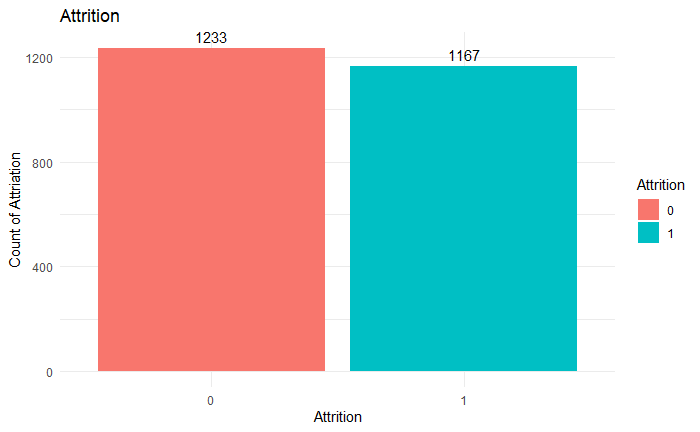 Attrition
1233
1167
1200
800
400
0
Count of Attriation
0
1
Attrition
Attrition
0
1